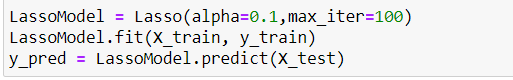 LassoModel = Lasso(alpha=0.1,max_iter=100)
LassoModel.fit(X_train, y_train)
y_pred = LassoModel.predict(X_test)